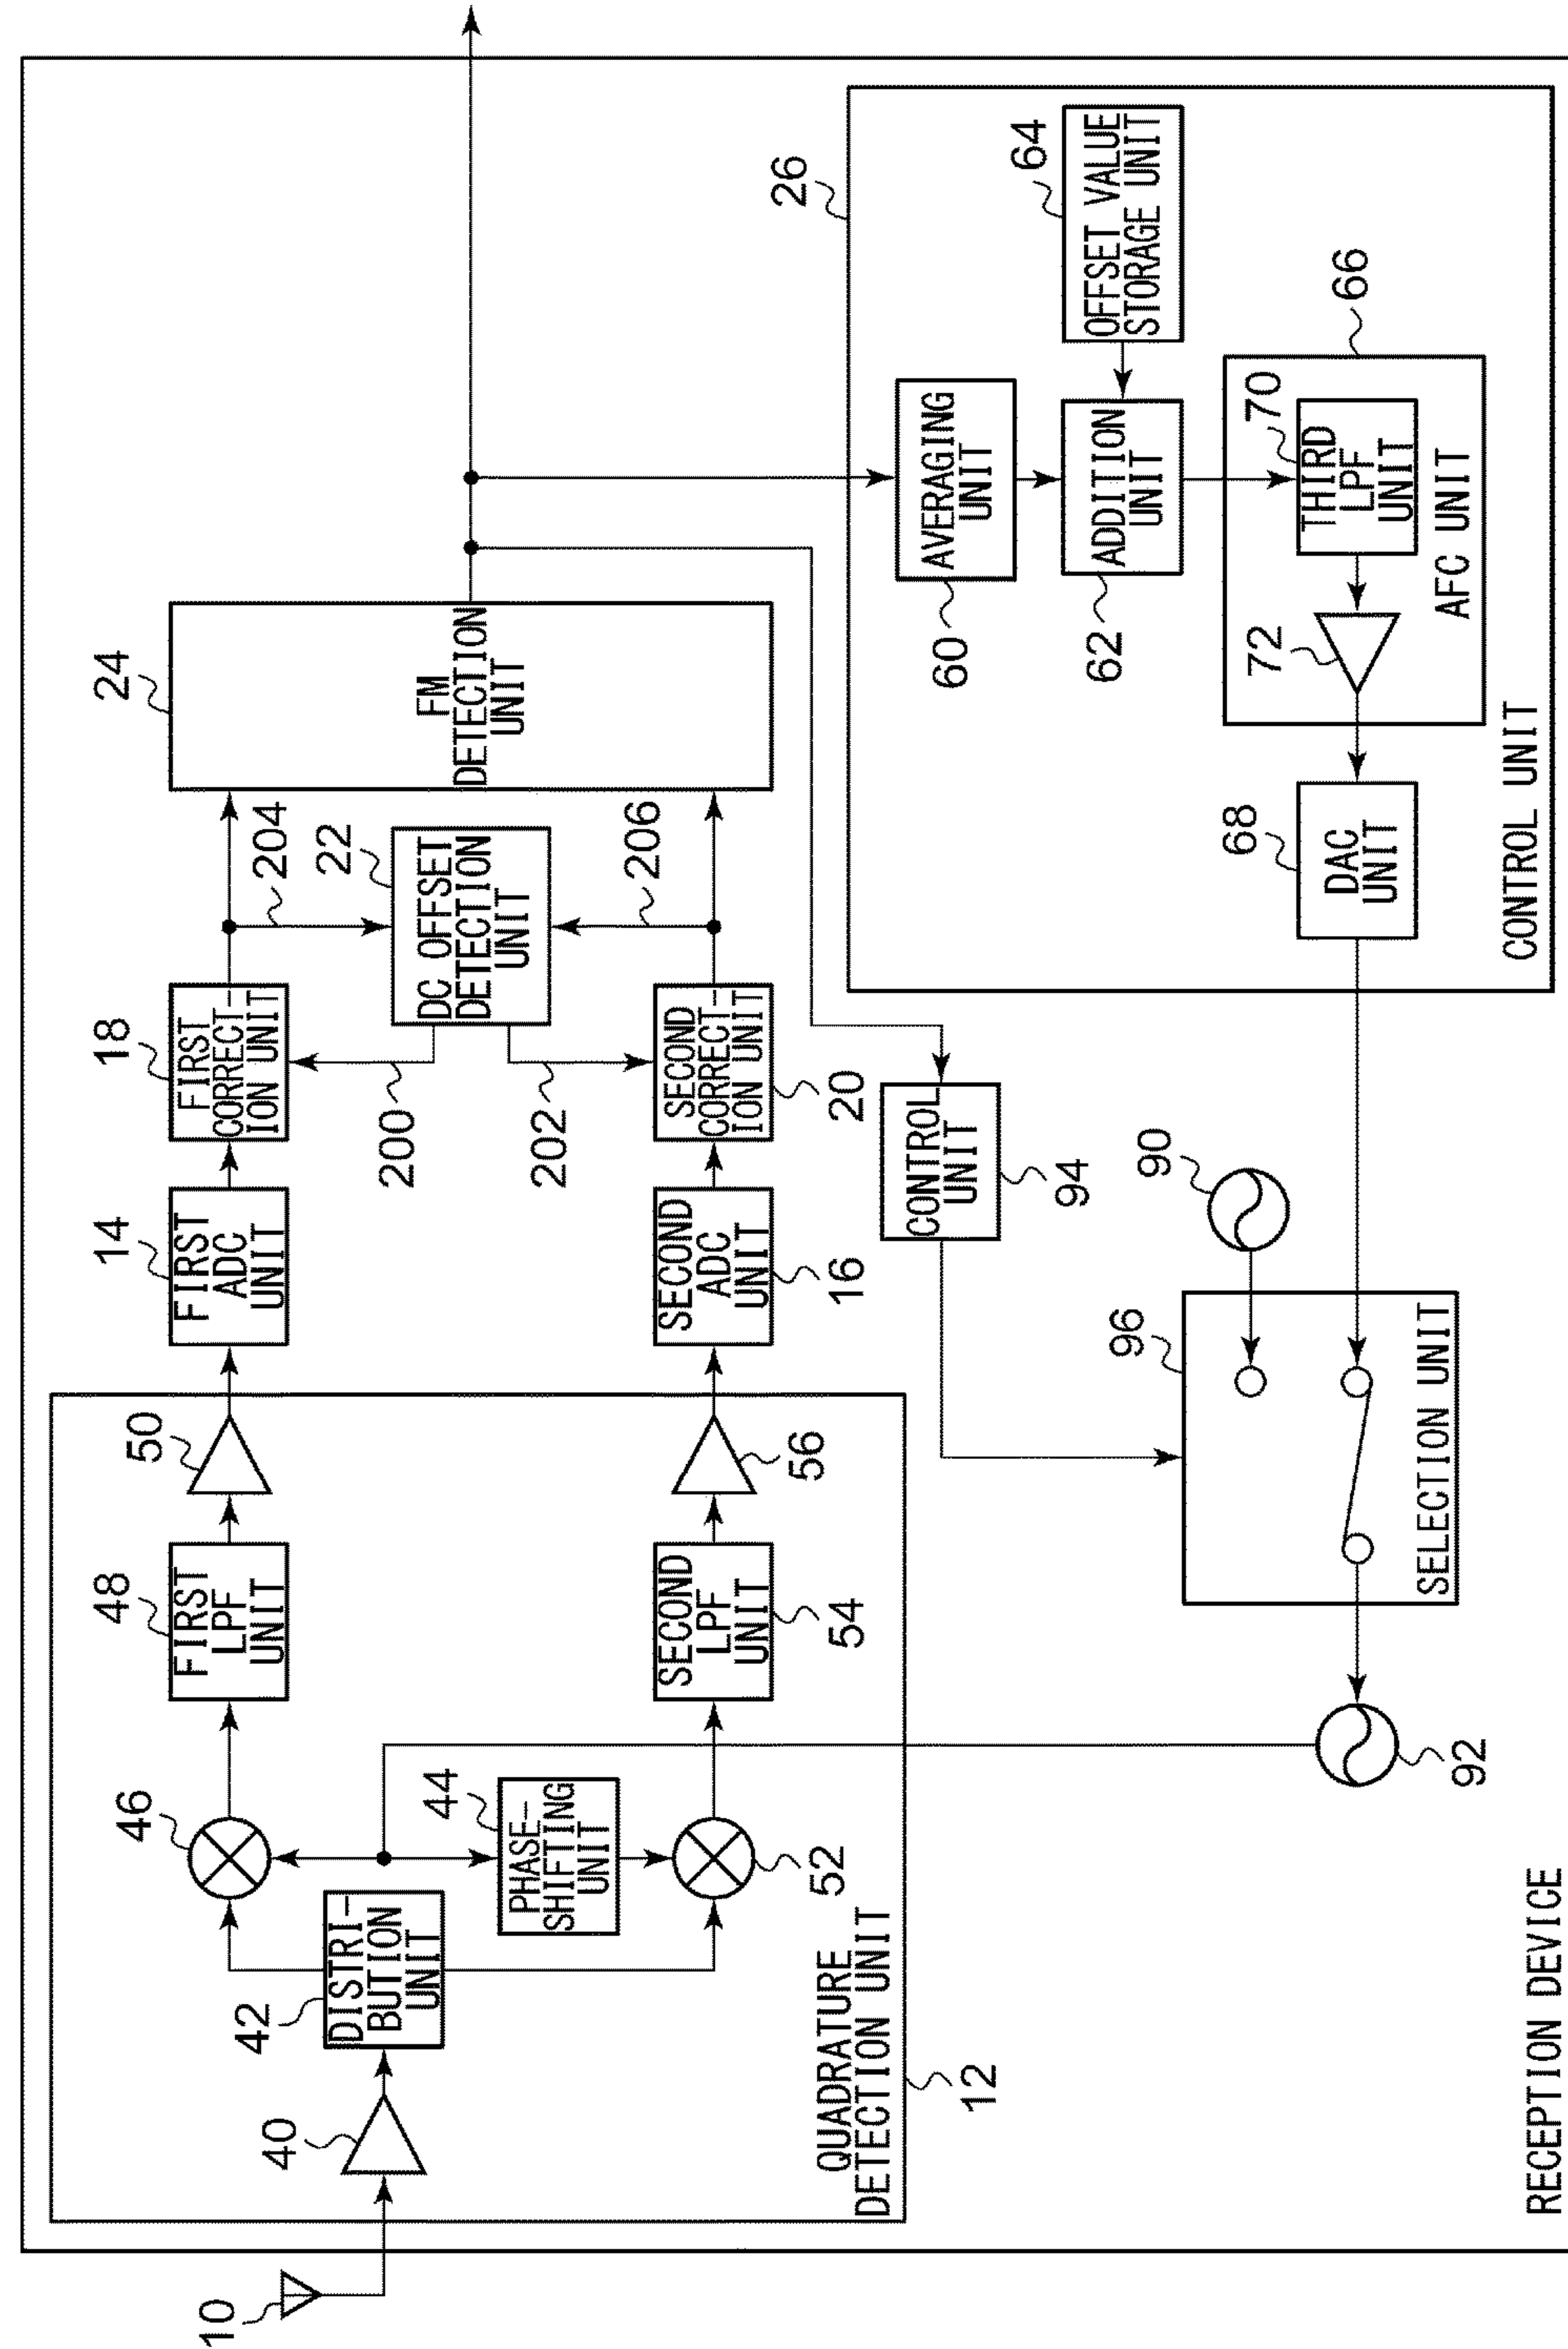 10
40
42
DISTRI-
BUTION
UNIT
46
44
PHASE-
SHIFTING
UNIT
52
48
FIRST
LPF
UNIT
SECOND
LPF
UNIT
54
50
56
QUADRATURE
DETECTION UNIT
12
14
FIRST
ADC
UNIT
SECOND
ADC
UNIT
16
18
FIRST
CORRECT-
ION UNIT
200
202
SECOND
CORRECT-
ION UNIT
20
204
22
DC OFFSET
DETECTION
UNIT
206
24
FM
DETECTION
UNIT
26
AVERAGING
UNIT
60
64
OFFSET VALUE
STORAGE UNIT
ADDITION
UNIT
62
66
70
THIRD
LPF
UNIT
72
AFC UNIT
68
DAC
UNIT
CONTROL UNIT
CONTROL
UNIT
94
90
96
SELECTION UNIT
92
RECEPTION DEVICE